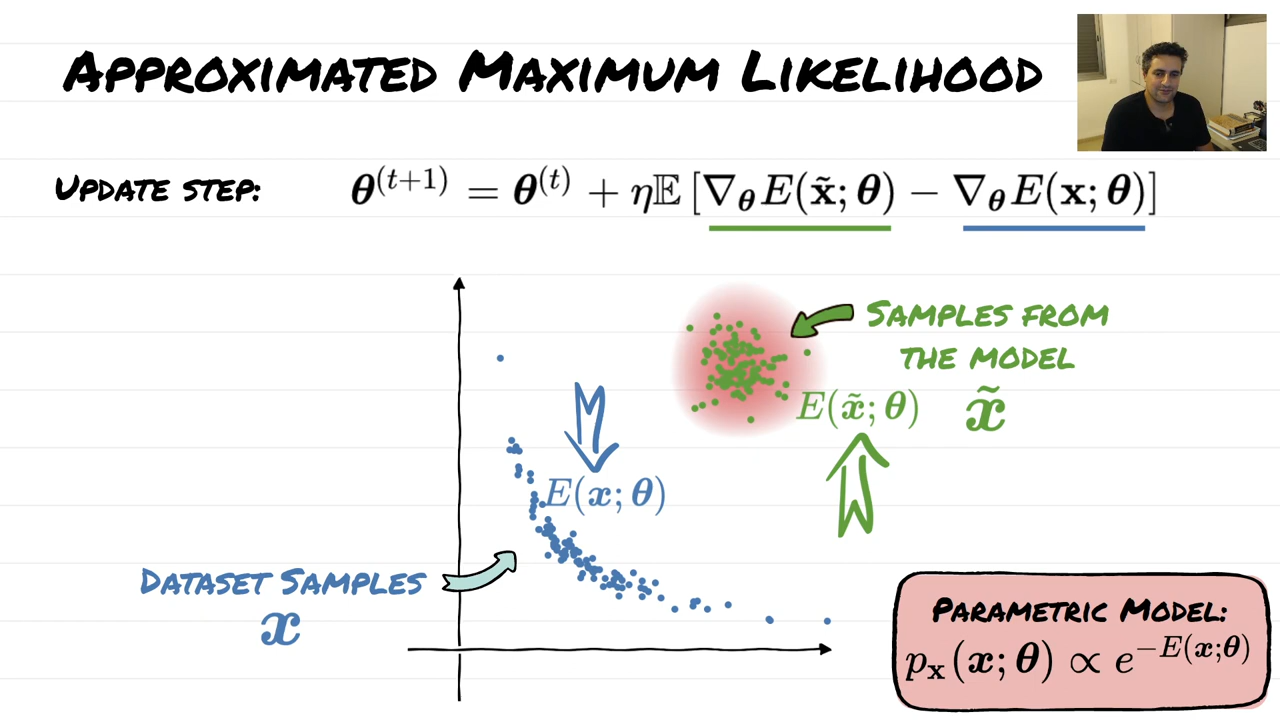 APPROXIMATED MAXIMUM LIKELIHOOD
UPDATE STEP: θ^{(t+1)} = θ^{(t)} + η𝔼 [∇_θ E(x̃; θ) − ∇_θ E(x; θ)]
SAMPLES FROM
THE MODEL
E(x̃; θ) x̃
E(x; θ)
DATASET SAMPLES
x
PARAMETRIC MODEL:
p_x(x; θ) ∝ e^{−E(x;θ)}